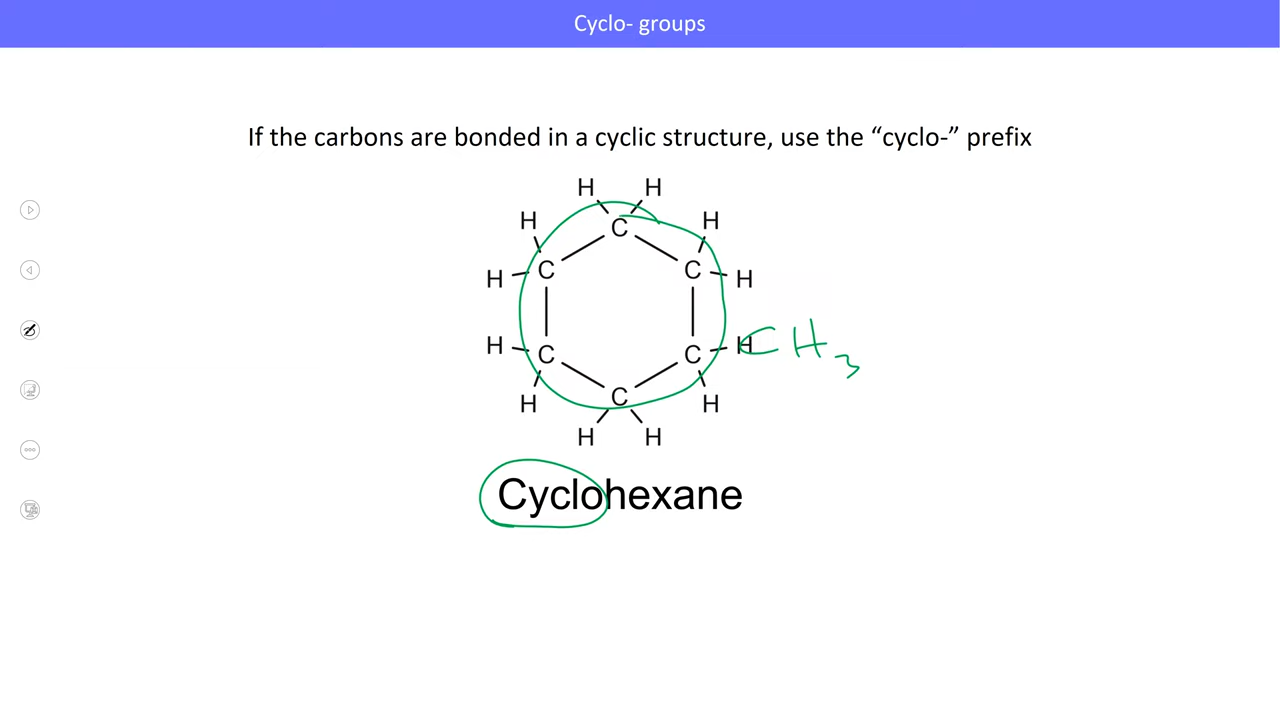 Cyclo- groups
If the carbons are bonded in a cyclic structure, use the “cyclo-” prefix
H H
H C H
H C C H
H C C H CH3
H C H
H H
Cyclohexane